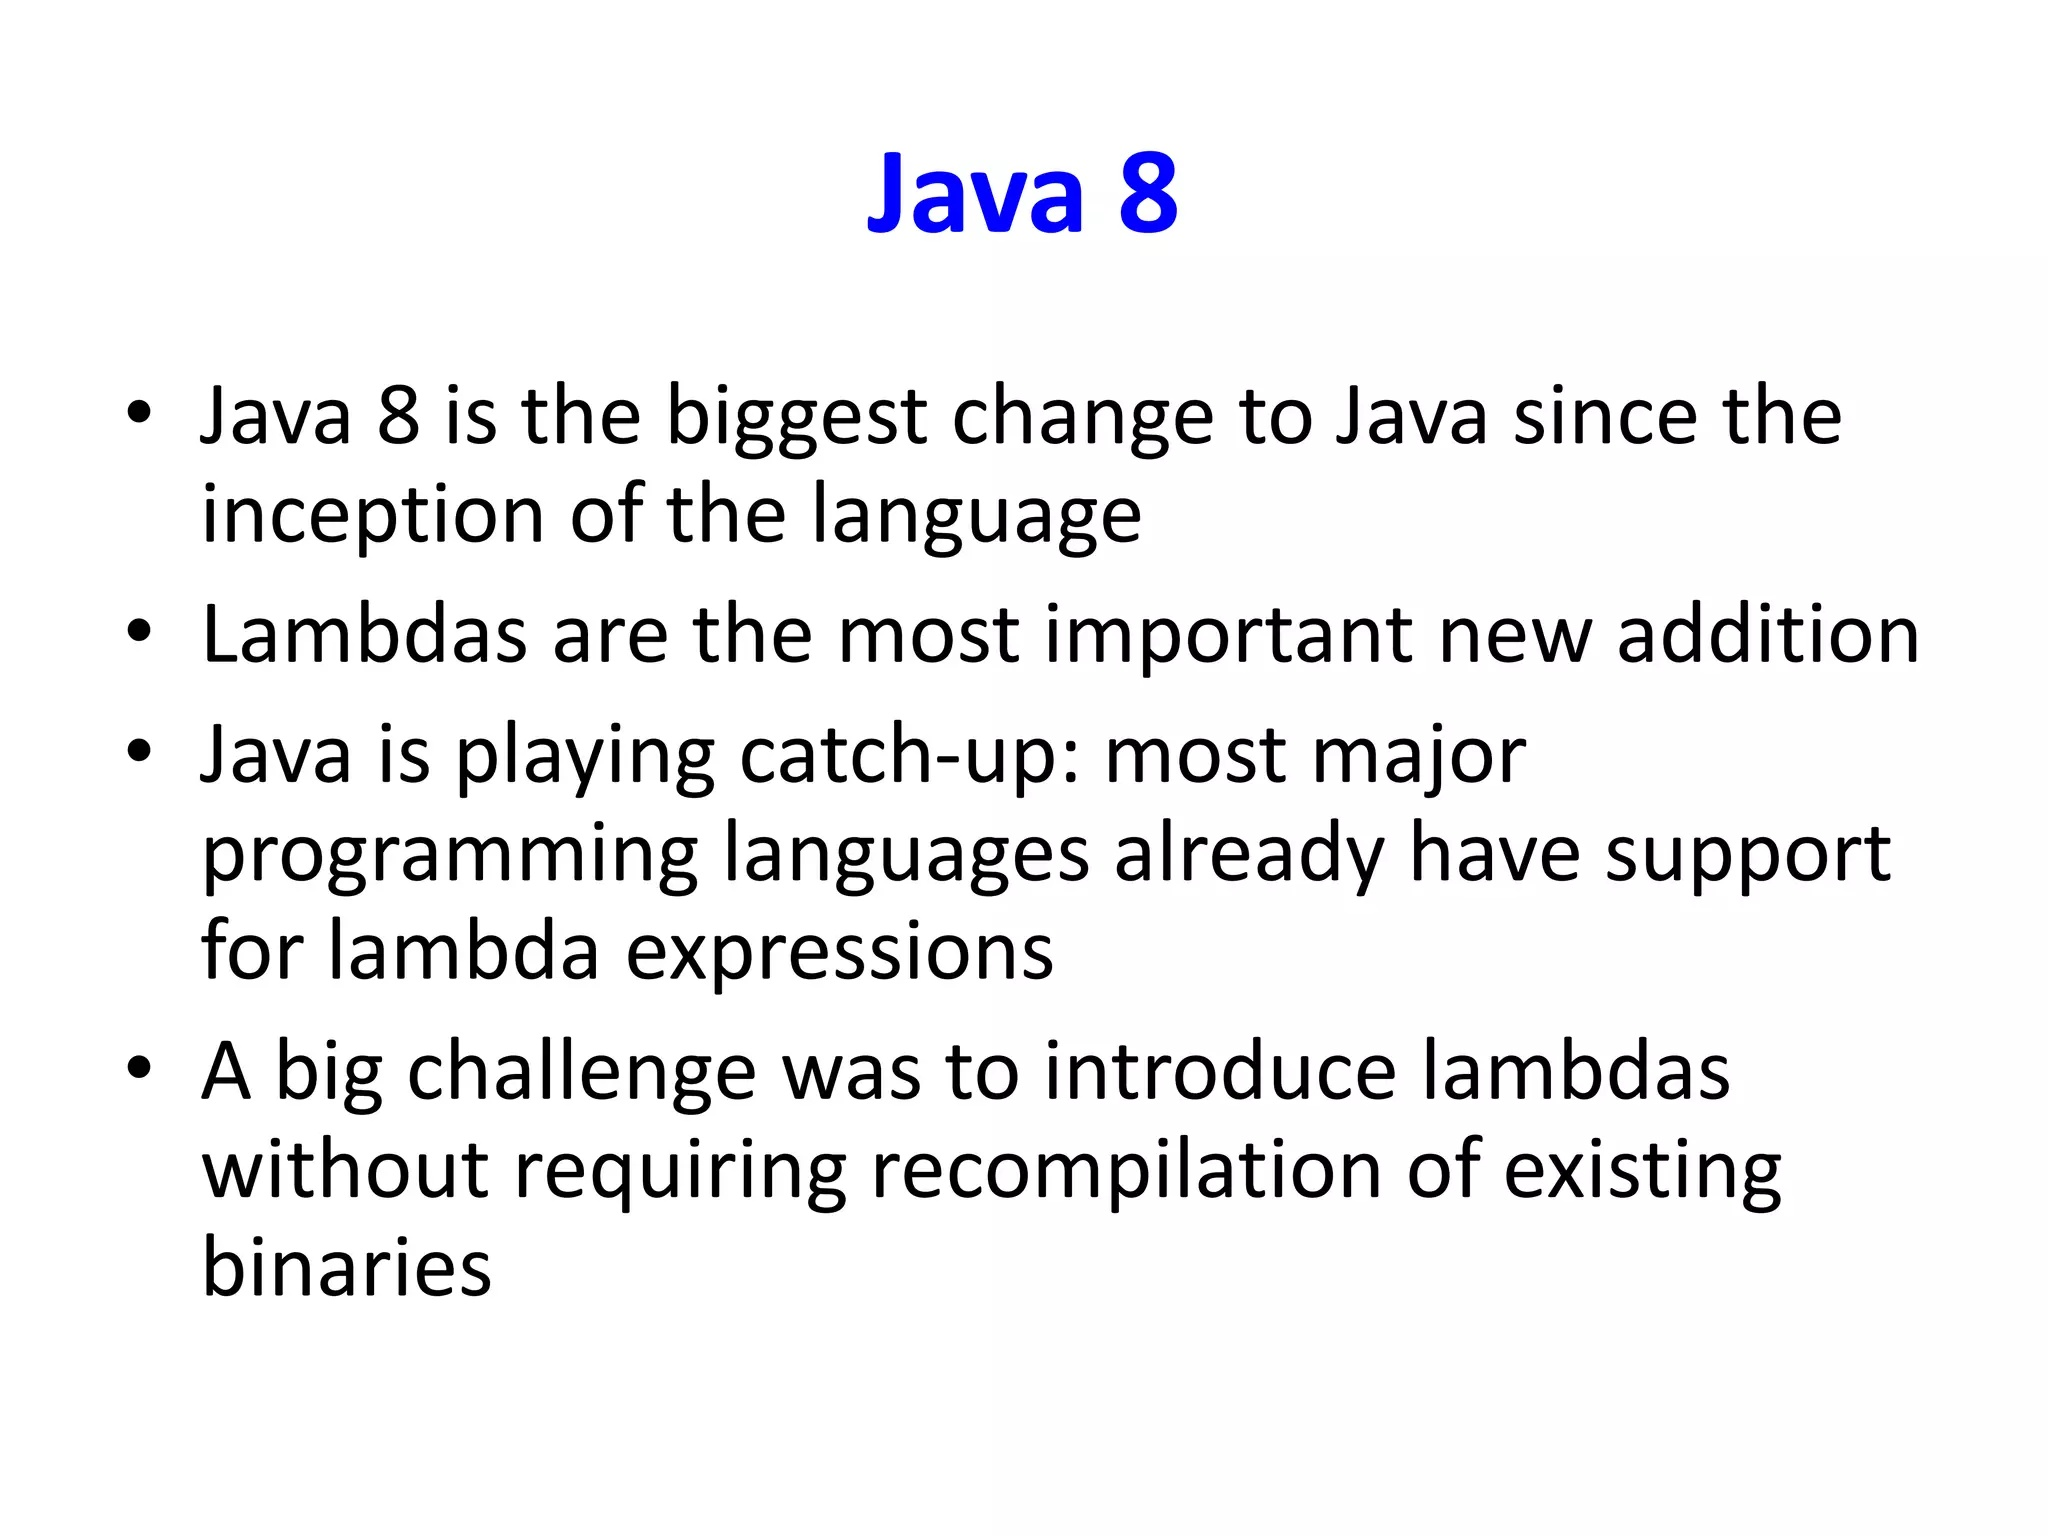 Java 8
• Java 8 is the biggest change to Java since the
inception of the language
• Lambdas are the most important new addition
• Java is playing catch-up: most major
programming languages already have support
for lambda expressions
• A big challenge was to introduce lambdas
without requiring recompilation of existing
binaries